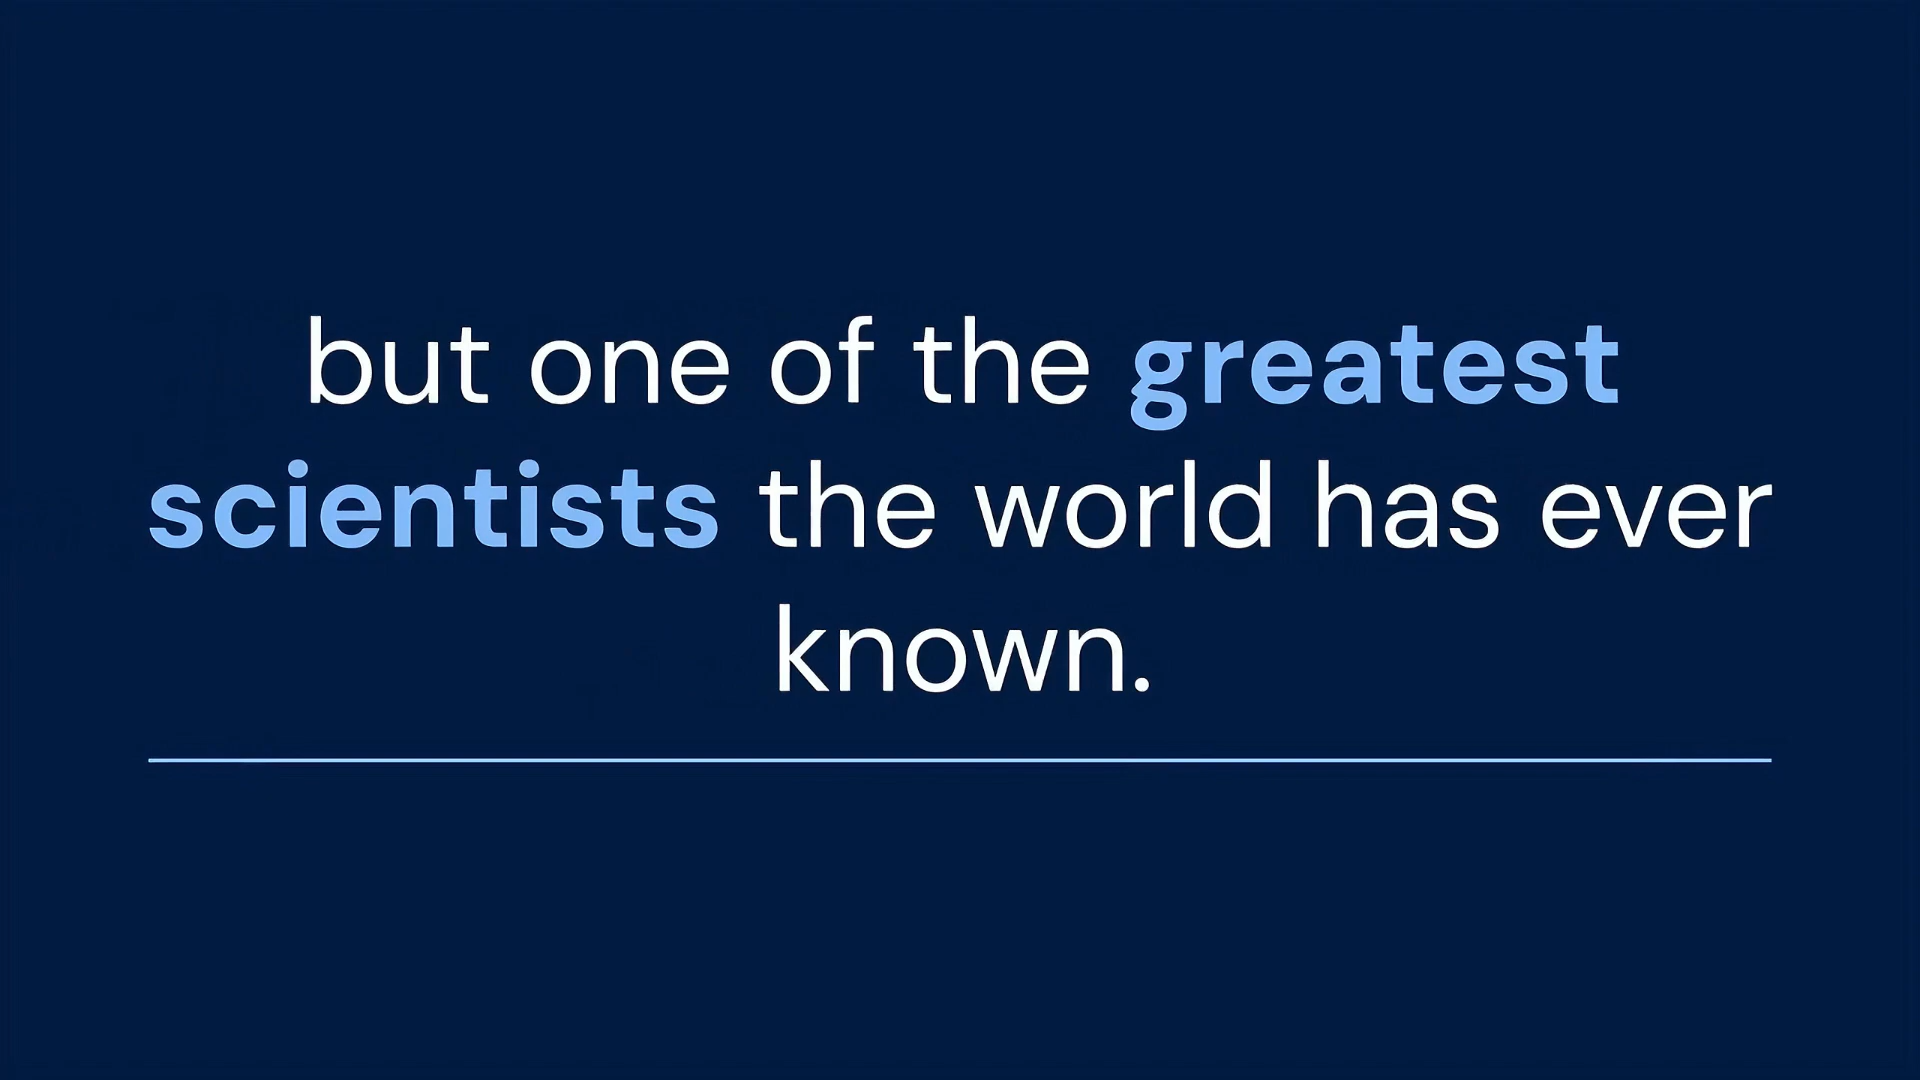 but one of the greatest
scientists the world has ever
known.